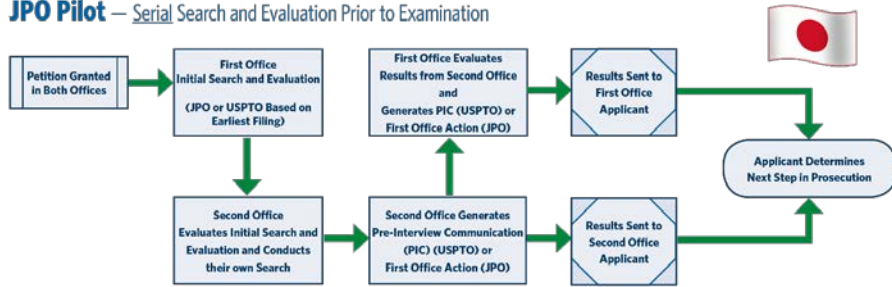 JPO Pilot — Serial Search and Evaluation Prior to Examination
Petition Granted
in Both Offices
First Office
Initial Search and Evaluation
(JPO or USPTO Based on
Earliest Filing)
Second Office
Evaluates Initial Search and
Evaluation and Conducts
their own Search
First Office Evaluates
Results from Second Office
and
Generates PIC (USPTO) or
First Office Action (JPO)
Second Office Generates
Pre-Interview Communication
(PIC) (USPTO) or
First Office Action (JPO)
Results Sent to
First Office
Applicant
Results Sent to
Second Office
Applicant
Applicant Determines
Next Step in Prosecution